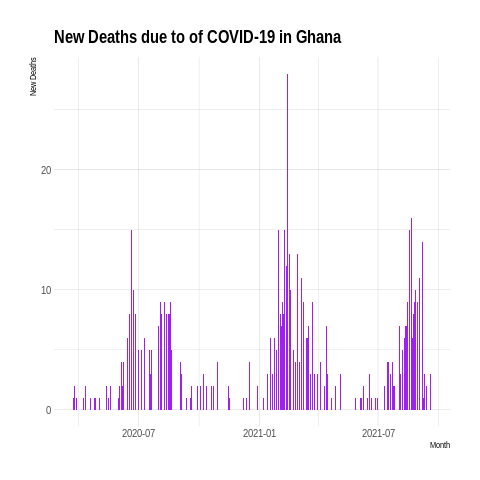 New Deaths due to of COVID-19 in Ghana
New Deaths
20
10
0
2020-07
2021-01
2021-07
Month